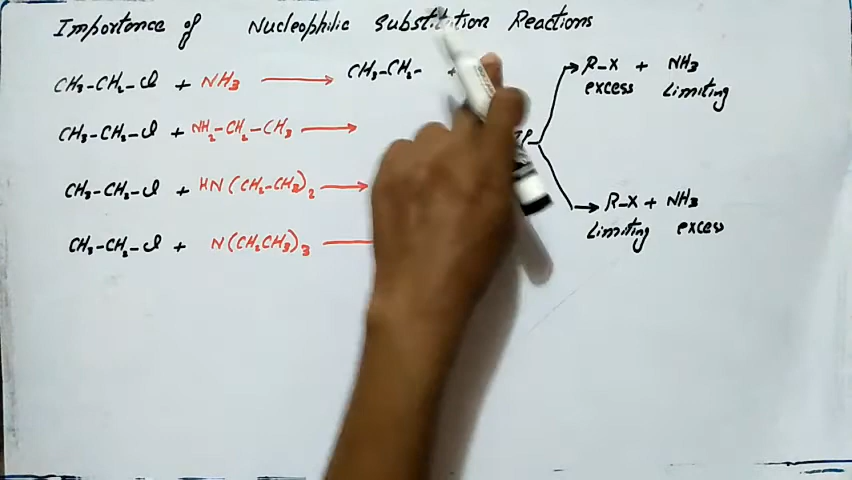 Importance of Nucleophilic Substitution Reactions
CH3-CH2-Cl + NH3 ⟶ CH3-CH2- +
CH3-CH2-Cl + NH2-CH2-CH3 ⟶
CH3-CH2-Cl + HN(CH2-CH3)2 ⟶
CH3-CH2-Cl + N(CH2CH3)3 ⟶
R-X + NH3
excess Limiting
R-X + NH3
Limiting excess